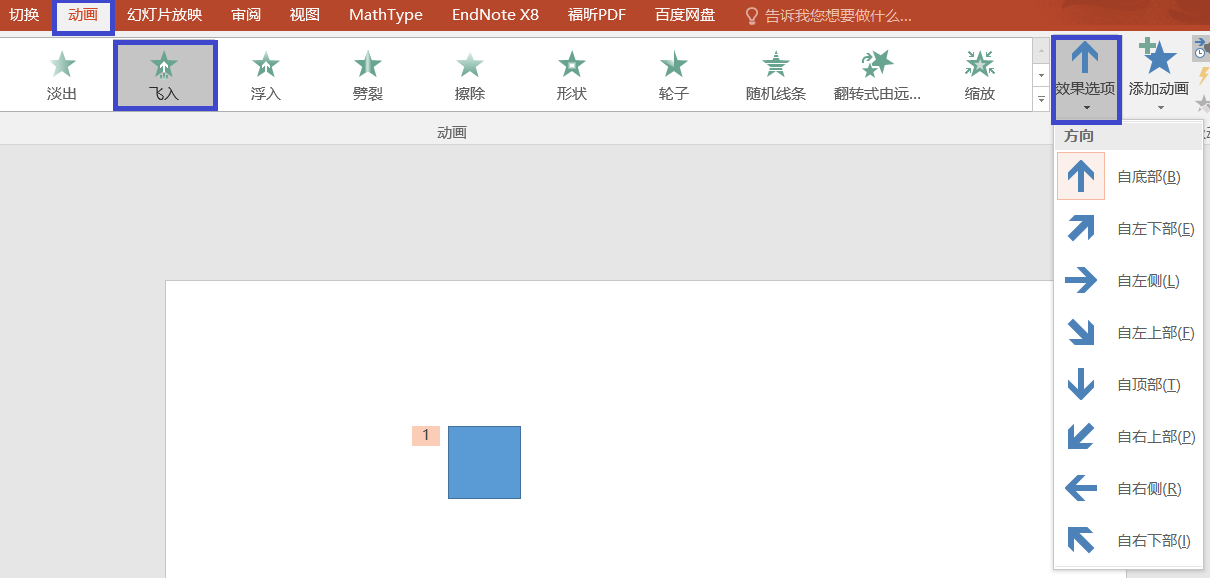 切换 动画 幻灯片放映 审阅 视图 MathType EndNote X8 福昕PDF 百度网盘 告诉我您想要做什么...
淡出 飞入 浮入 劈裂 擦除 形状 轮子 随机线条 翻转式由远... 缩放 效果选项 添加动画
动画
方向
自底部(B)
自左下部(E)
自左侧(L)
自左上部(F)
自顶部(T)
自右上部(P)
自右侧(R)
自右下部(I)
1